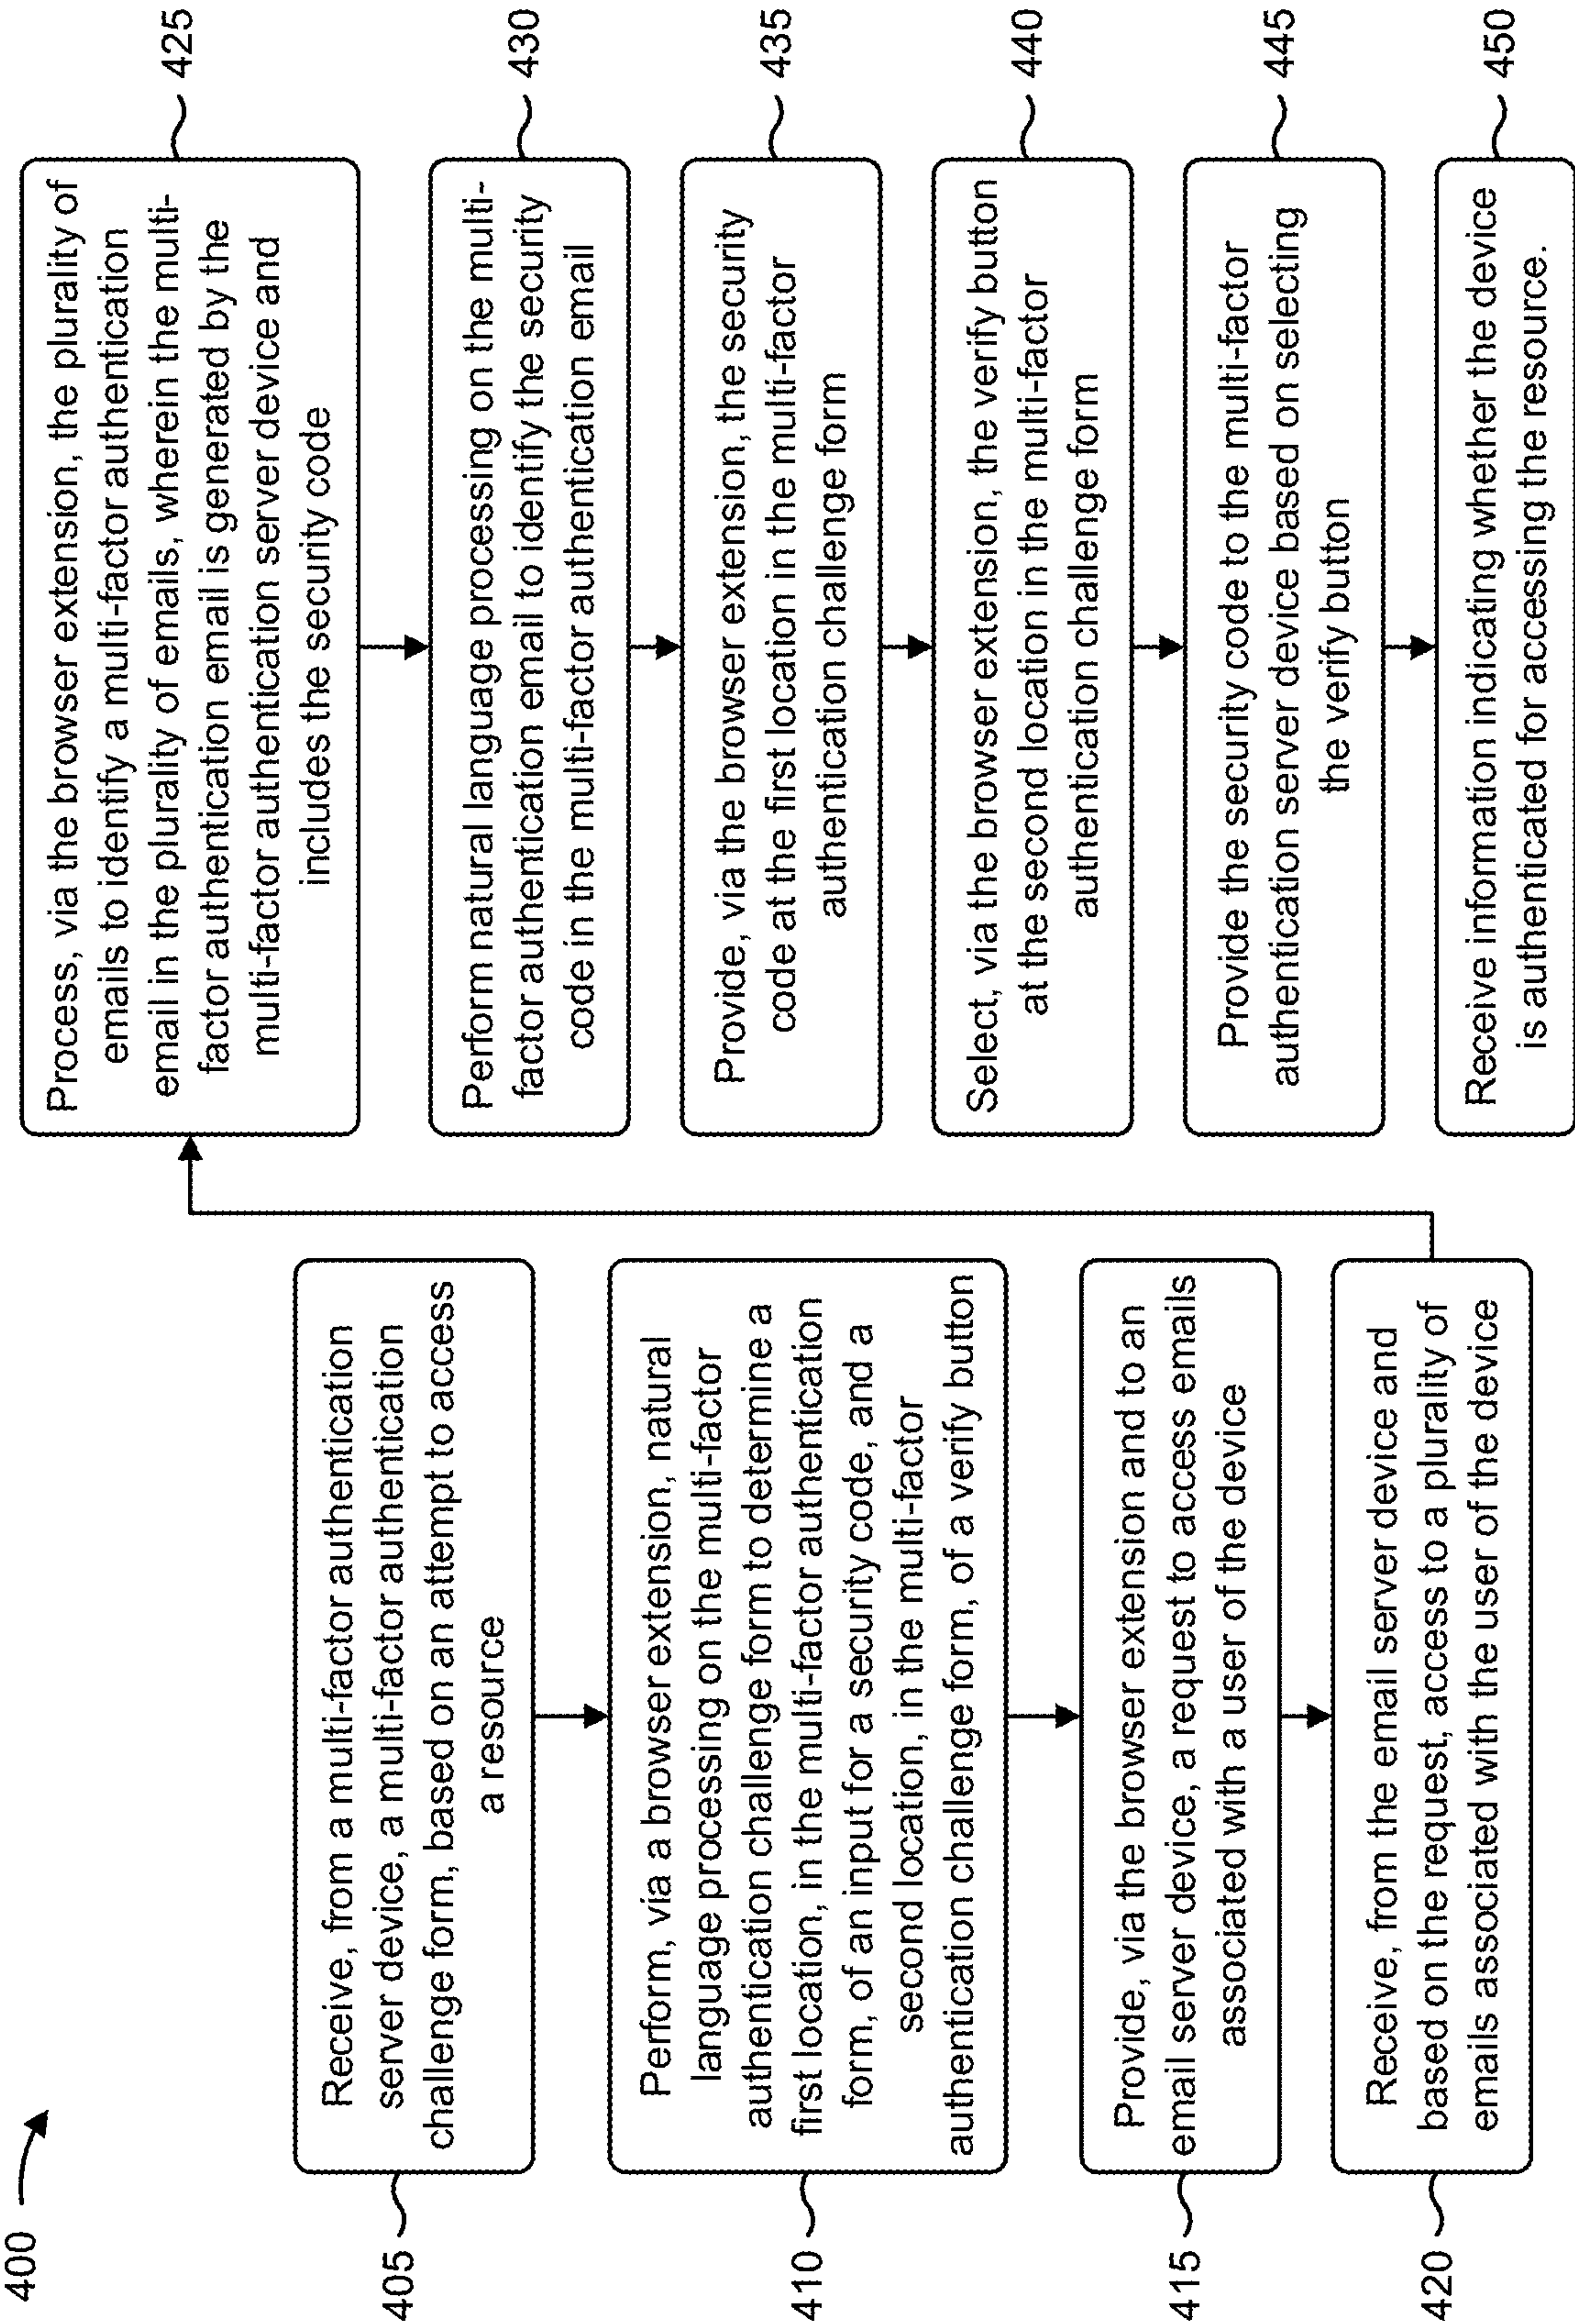 400
405
Receive, from a multi-factor authentication
server device, a multi-factor authentication
challenge form, based on an attempt to access
a resource
410
Perform, via a browser extension, natural
language processing on the multi-factor
authentication challenge form to determine a
first location, in the multi-factor authentication
form, of an input for a security code, and a
second location, in the multi-factor
authentication challenge form, of a verify button
415
Provide, via the browser extension and to an
email server device, a request to access emails
associated with a user of the device
420
Receive, from the email server device and
based on the request, access to a plurality of
emails associated with the user of the device
425
Process, via the browser extension, the plurality of
emails to identify a multi-factor authentication
email in the plurality of emails, wherein the multi-
factor authentication email is generated by the
multi-factor authentication server device and
includes the security code
430
Perform natural language processing on the multi-
factor authentication email to identify the security
code in the multi-factor authentication email
435
Provide, via the browser extension, the security
code at the first location in the multi-factor
authentication challenge form
440
Select, via the browser extension, the verify button
at the second location in the multi-factor
authentication challenge form
445
Provide the security code to the multi-factor
authentication server device based on selecting
the verify button
450
Receive information indicating whether the device
is authenticated for accessing the resource.